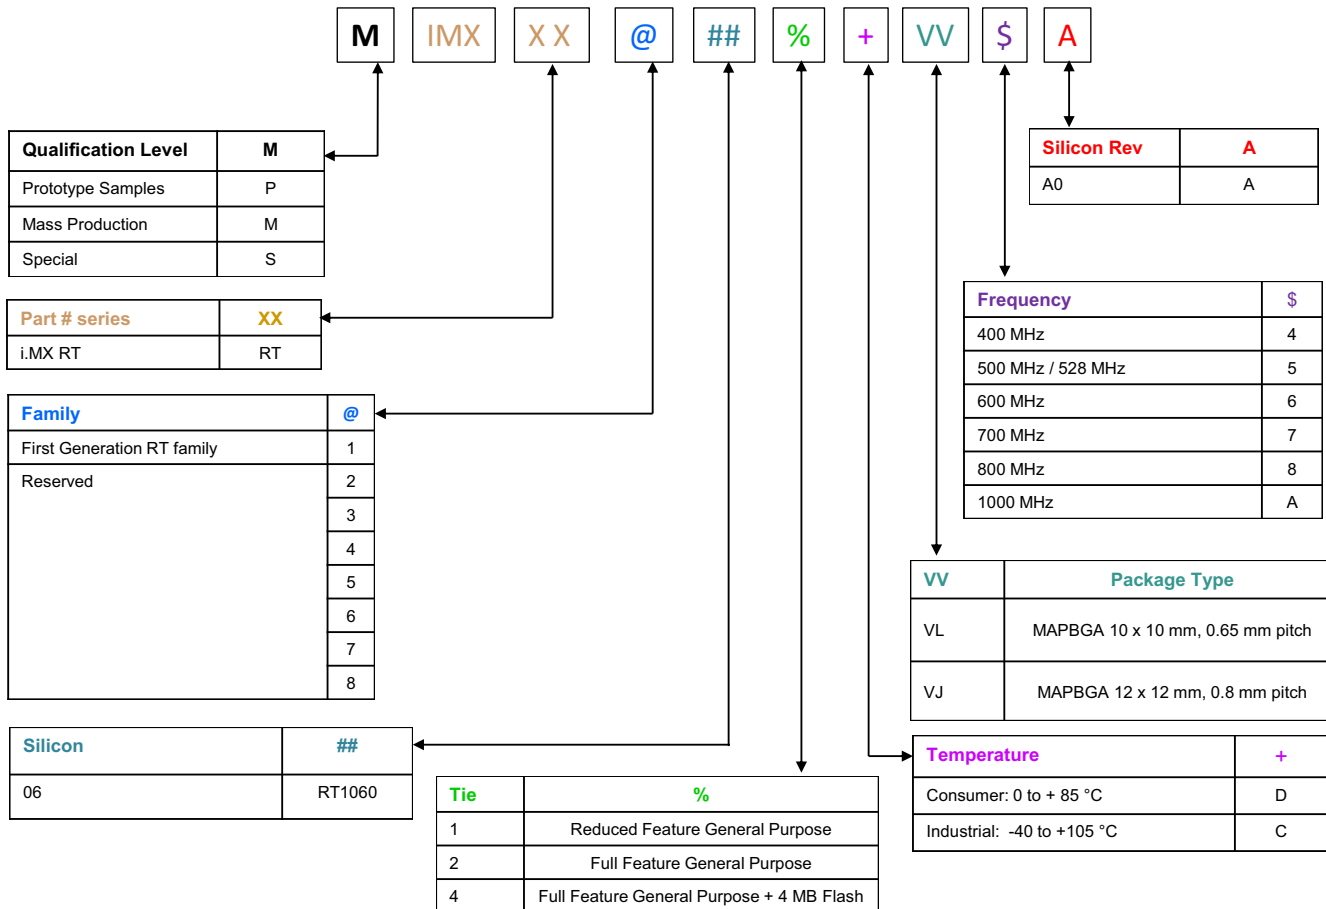 M IMX X X @ ## % + VV $ A
Qualification Level M
Prototype Samples P
Mass Production M
Special S
Part # series XX
i.MX RT RT
Family @
First Generation RT family 1
Reserved 2
3
4
5
6
7
8
Silicon ##
06 RT1060
Tie %
1 Reduced Feature General Purpose
2 Full Feature General Purpose
4 Full Feature General Purpose + 4 MB Flash
Silicon Rev A
A0 A
Frequency $
400 MHz 4
500 MHz / 528 MHz 5
600 MHz 6
700 MHz 7
800 MHz 8
1000 MHz A
VV Package Type
VL MAPBGA 10 x 10 mm, 0.65 mm pitch
VJ MAPBGA 12 x 12 mm, 0.8 mm pitch
Temperature +
Consumer: 0 to + 85 °C D
Industrial: -40 to +105 °C C